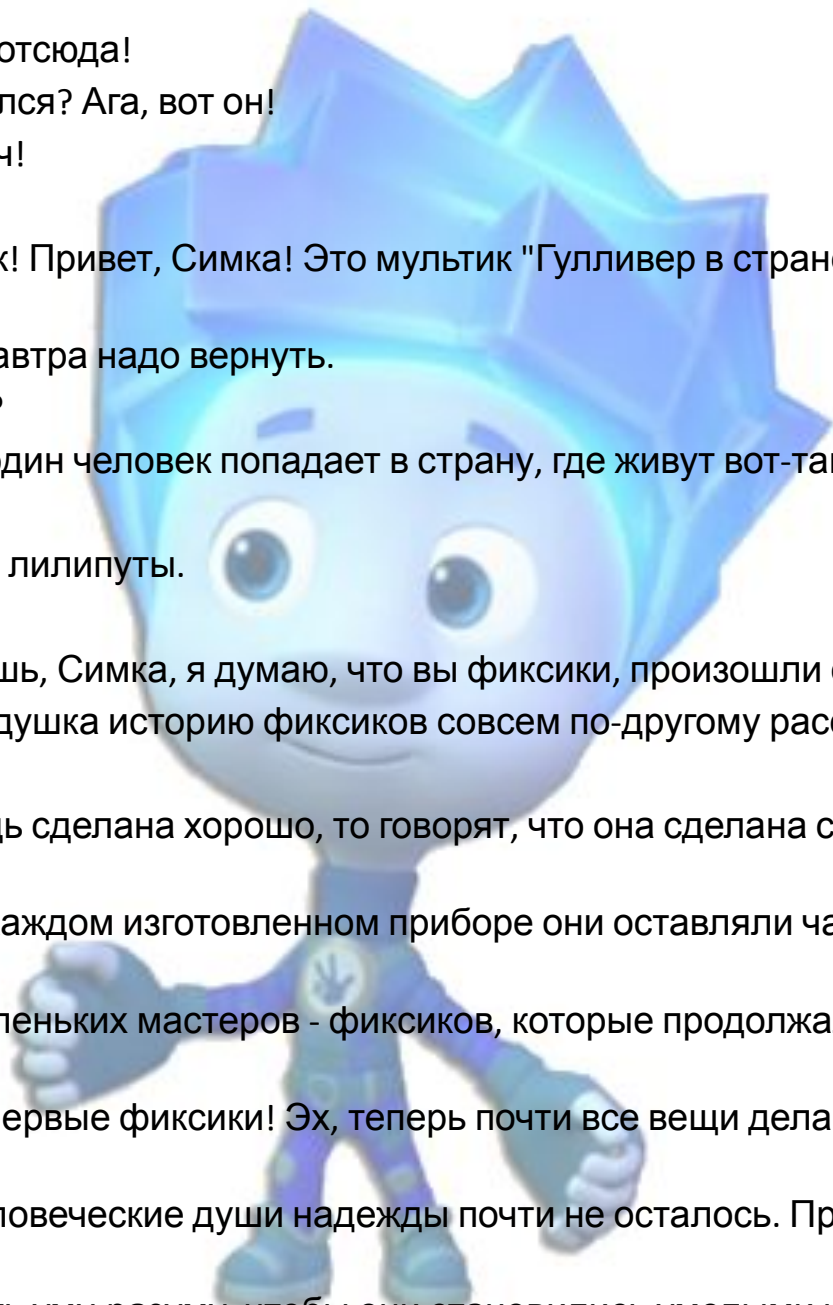 отсюда!
лся? Ага, вот он!
ч!
х! Привет, Симка! Это мультик "Гулливер в стран
автра надо вернуть.
?
один человек попадает в страну, где живут вот-та
лилипуты.
шь, Симка, я думаю, что вы фиксики, произошли
душка историю фиксиков совсем по-другому расс
дь сделана хорошо, то говорят, что она сделана с
аждом изготовленном приборе они оставляли ча
леньких мастеров - фиксиков, которые продолжа
ервые фиксики! Эх, теперь почти все вещи дела
ловеческие души надежды почти не осталось. Пр